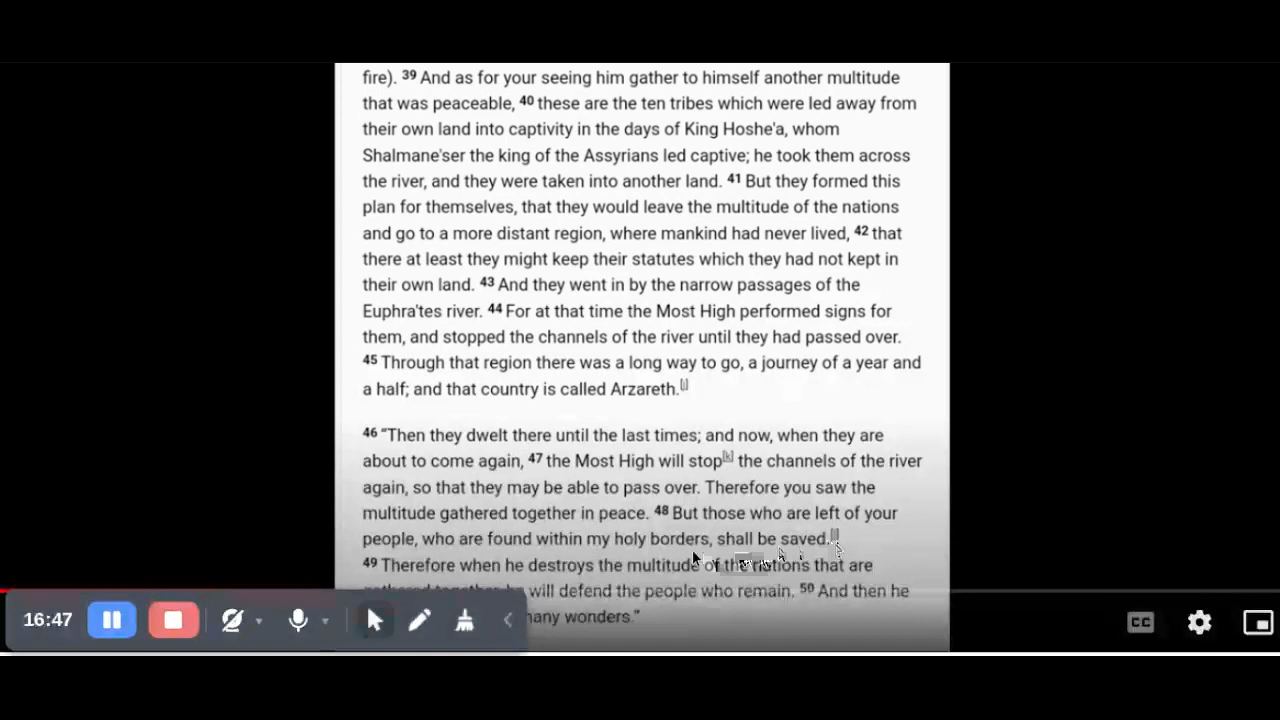 fire). 39 And as for your seeing him gather to himself another multitude
that was peaceable, 40 these are the ten tribes which were led away from
their own land into captivity in the days of King Hoshe'a, whom
Shalmane'ser the king of the Assyrians led captive; he took them across
the river, and they were taken into another land. 41 But they formed this
plan for themselves, that they would leave the multitude of the nations
and go to a more distant region, where mankind had never lived, 42 that
there at least they might keep their statutes which they had not kept in
their own land. 43 And they went in by the narrow passages of the
Euphra'tes river. 44 For at that time the Most High performed signs for
them, and stopped the channels of the river until they had passed over.
45 Through that region there was a long way to go, a journey of a year and
a half; and that country is called Arzareth.[j]
46 “Then they dwelt there until the last times; and now, when they are
about to come again, 47 the Most High will stop[k] the channels of the river
again, so that they may be able to pass over. Therefore you saw the
multitude gathered together in peace. 48 But those who are left of your
people, who are found within my holy borders, shall be saved.
49 Therefore when he destroys the multitude of the nations that are
will defend the people who remain. 50 And then he
many wonders.”
16:47
CC